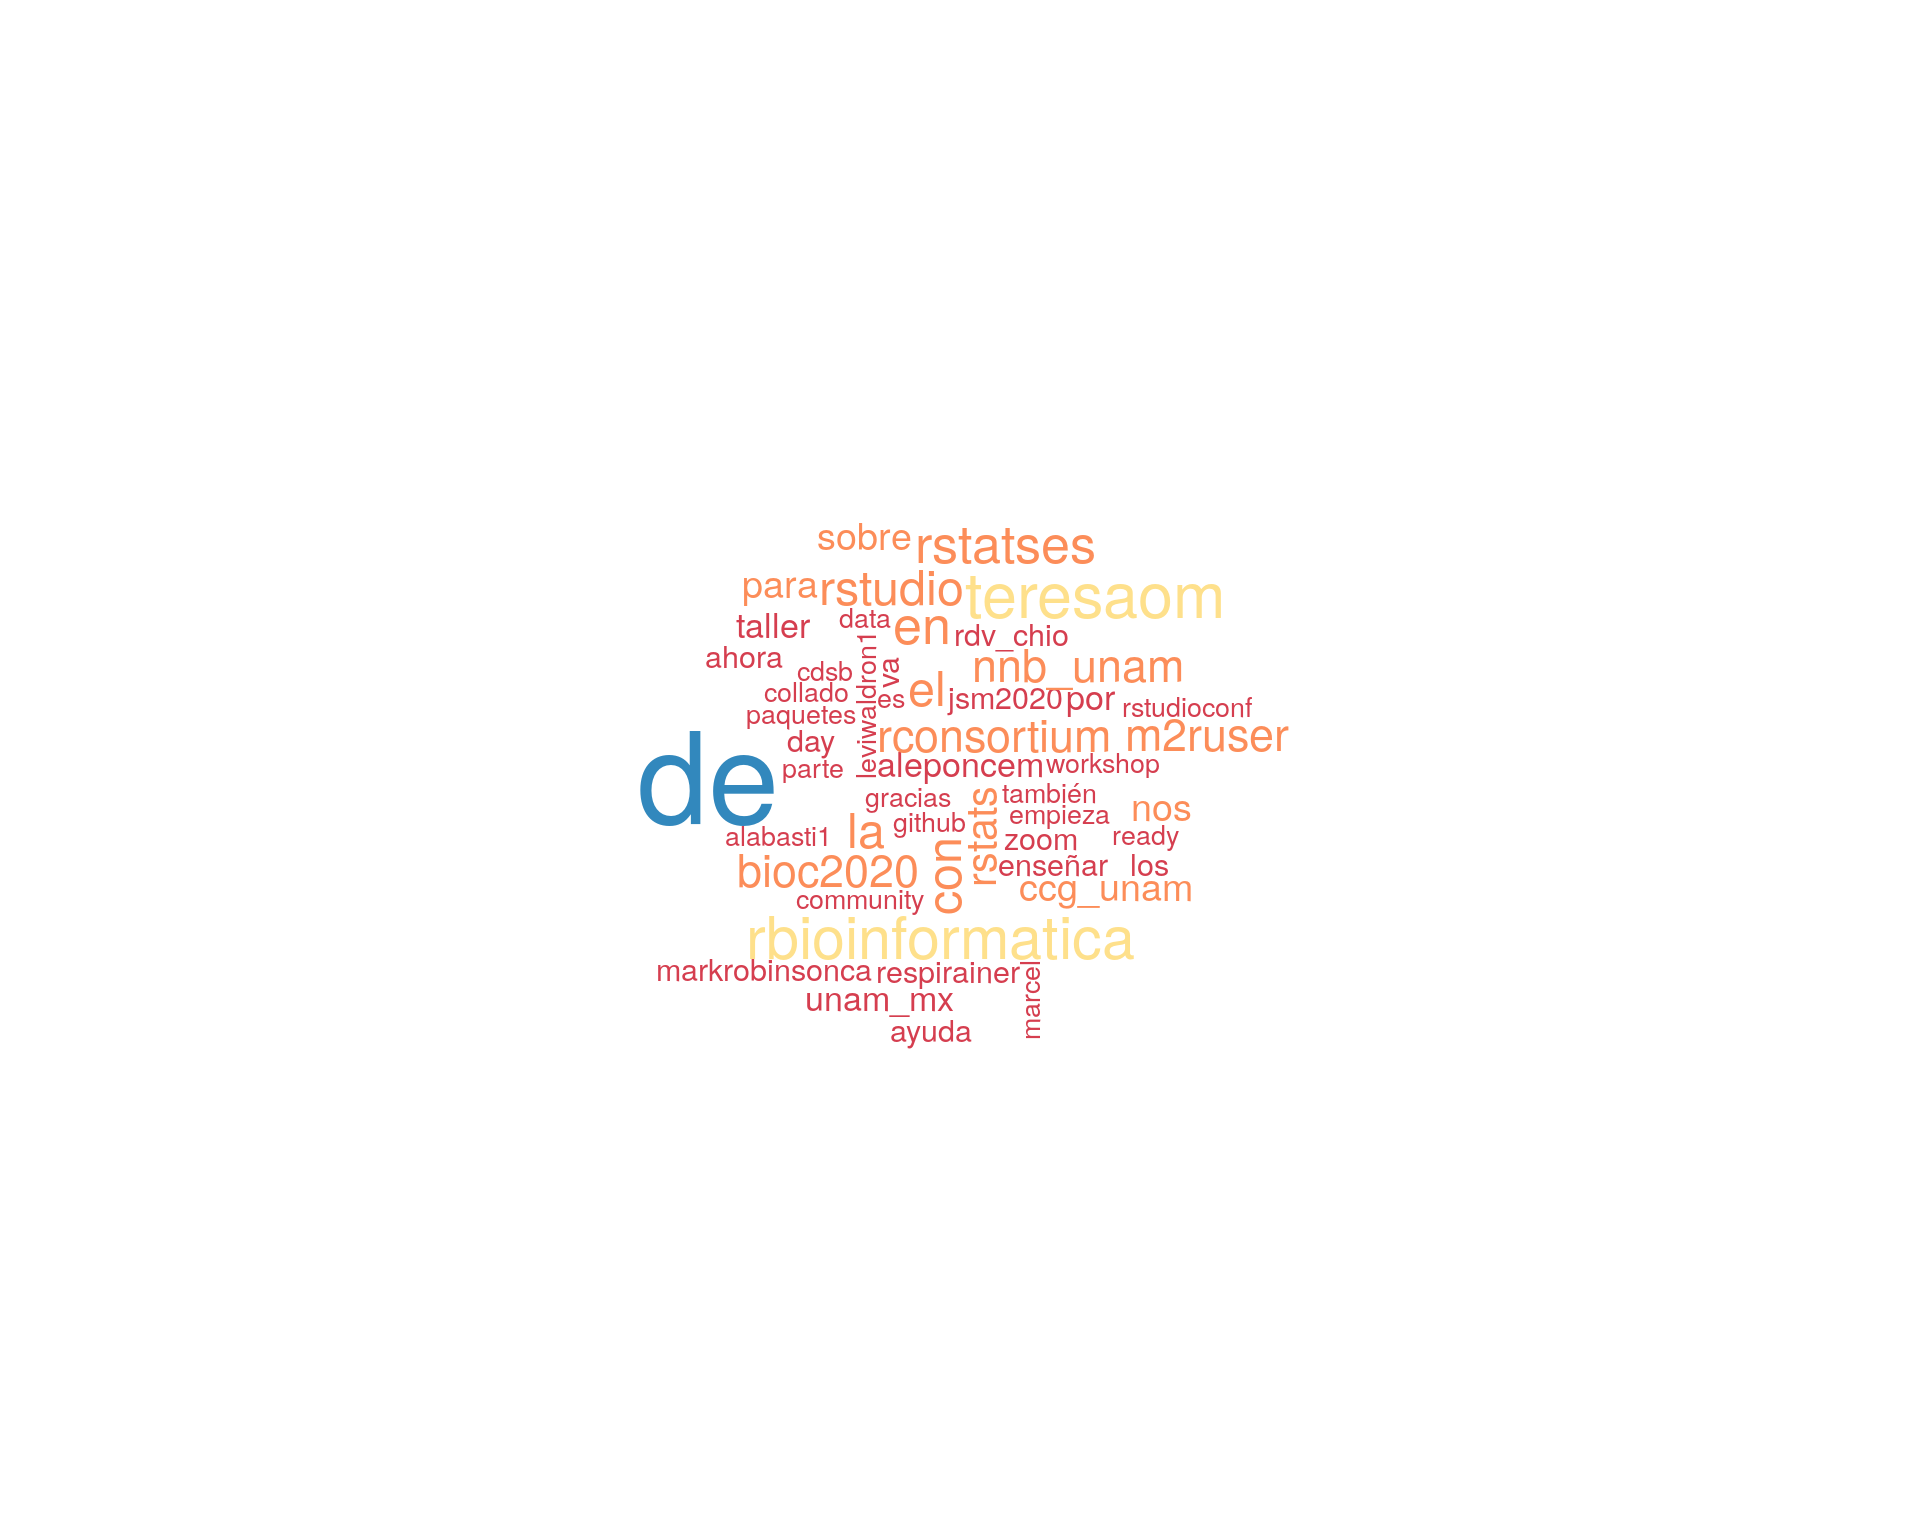 sobre rstatses
para rstudio teresaom
taller data en rdv_chio
ahora leviwaldron1 va nnb_unam
cdsb
collado es el jsm2020 por rstudioconf
paquetes
day rconsortium m2ruser
de parte aleponcem workshop
gracias rstats también nos
alabasti1 la github empieza
zoom ready
bioc2020 con enseñar los
community ccg_unam
rbioinformatica
markrobinsonca respirainer marcel
unam_mx
ayuda